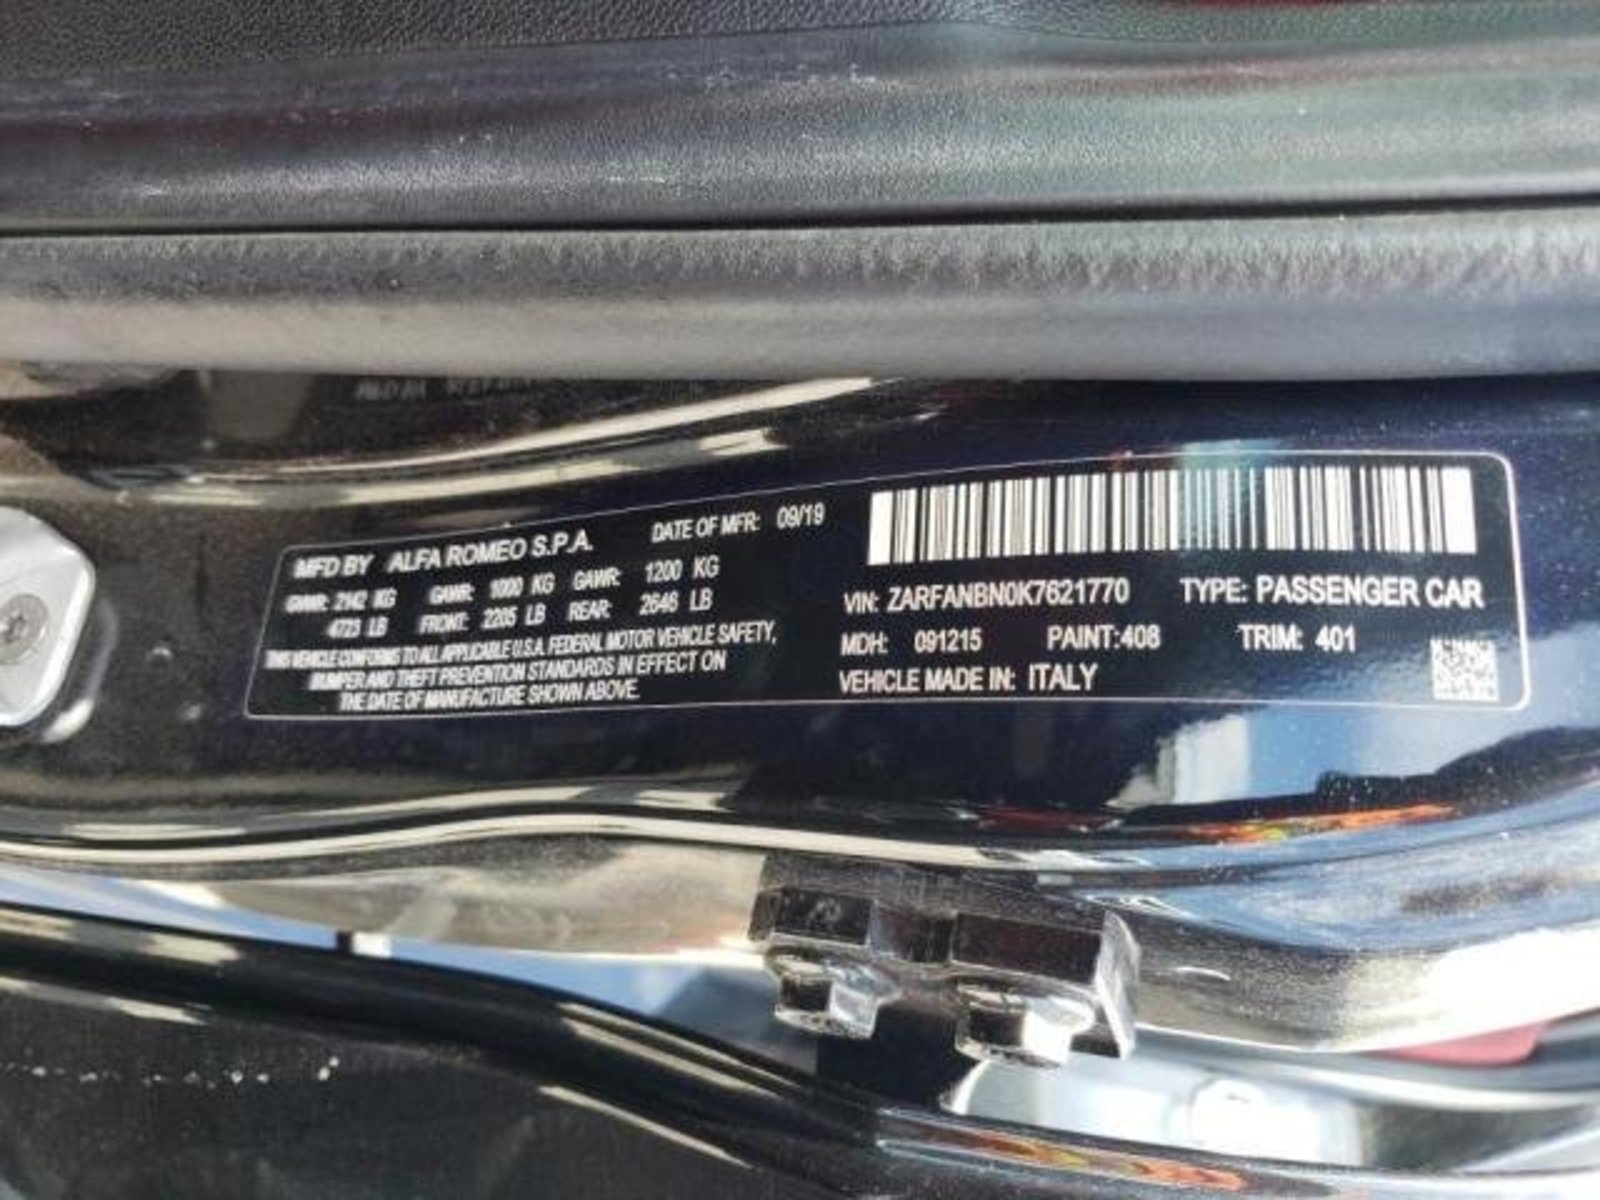 MFD BY ALFA ROMEO S.P.A. DATE OF MFR: 09/19
GVWR: 2142 KG GAWR: 1000 KG GAWR: 1200 KG
4723 LB FRONT: 2205 LB REAR: 2646 LB
THIS VEHICLE CONFORMS TO ALL APPLICABLE U.S.A. FEDERAL MOTOR VEHICLE SAFETY,
BUMPER AND THEFT PREVENTION STANDARDS IN EFFECT ON
THE DATE OF MANUFACTURE SHOWN ABOVE.
VIN: ZARFANBN0K7621770 TYPE: PASSENGER CAR
MDH: 091215 PAINT:408 TRIM: 401
VEHICLE MADE IN: ITALY